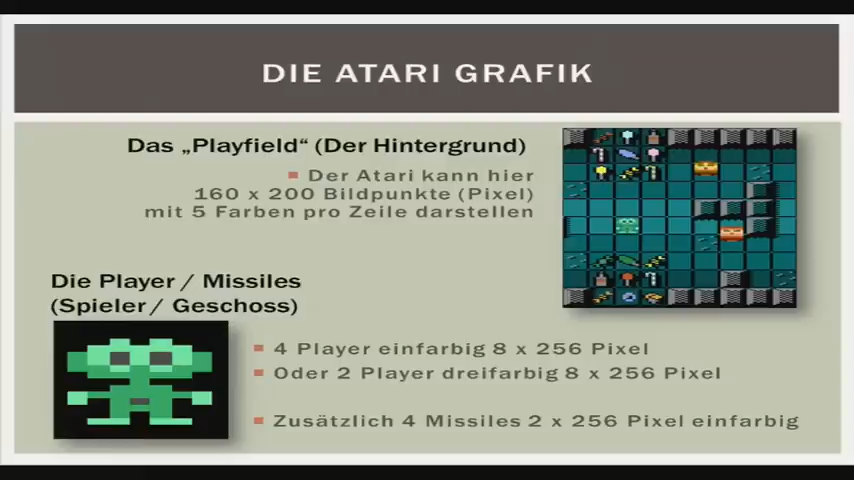 DIE ATARI GRAFIK
Das „Playfield“ (Der Hintergrund)
Der Atari kann hier
160 x 200 Bildpunkte (Pixel)
mit 5 Farben pro Zeile darstellen
Die Player / Missiles
(Spieler / Geschoss)
4 Player einfarbig 8 x 256 Pixel
Oder 2 Player dreifarbig 8 x 256 Pixel
Zusätzlich 4 Missiles 2 x 256 Pixel einfarbig